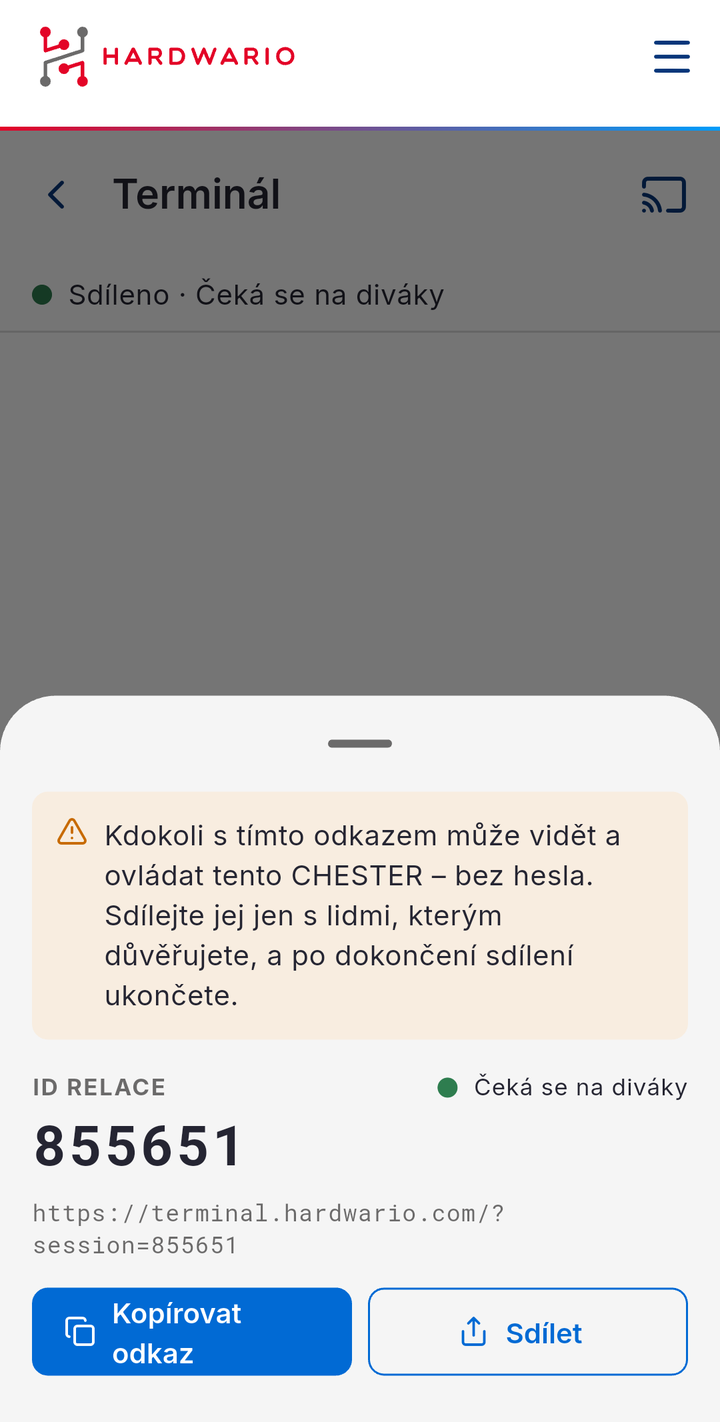 HARDWARIO
Terminál
Sdíleno · Čeká se na diváky
Kdokoli s tímto odkazem může vidět a
ovládat tento CHESTER – bez hesla.
Sdílejte jej jen s lidmi, kterým
důvěřujete, a po dokončení sdílení
ukončete.
ID RELACE
Čeká se na diváky
855651
https://terminal.hardwario.com/?
session=855651
Kopírovat
odkaz
Sdílet